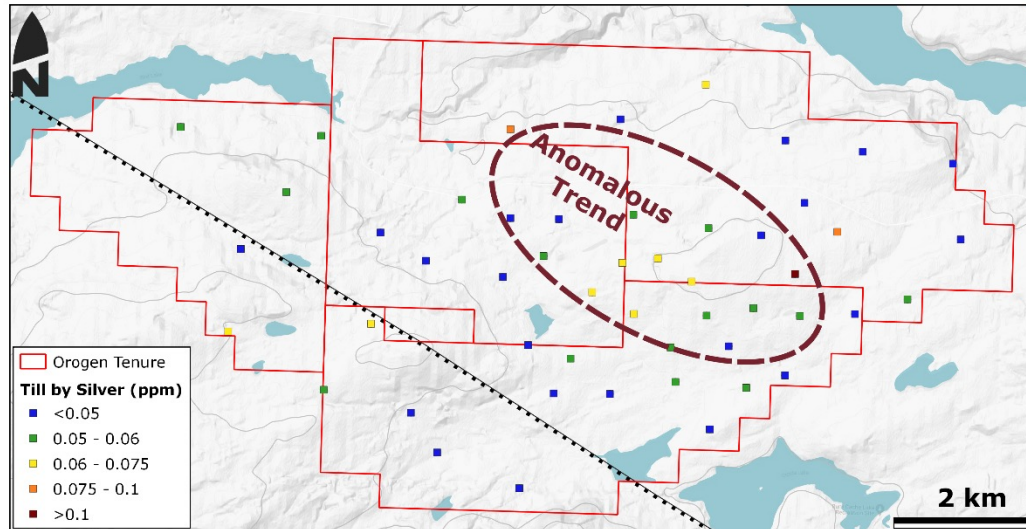 N
Anomalous
Trend
Orogen Tenure
Till by Silver (ppm)
<0.05
0.05 - 0.06
0.06 - 0.075
0.075 - 0.1
>0.1
2 km